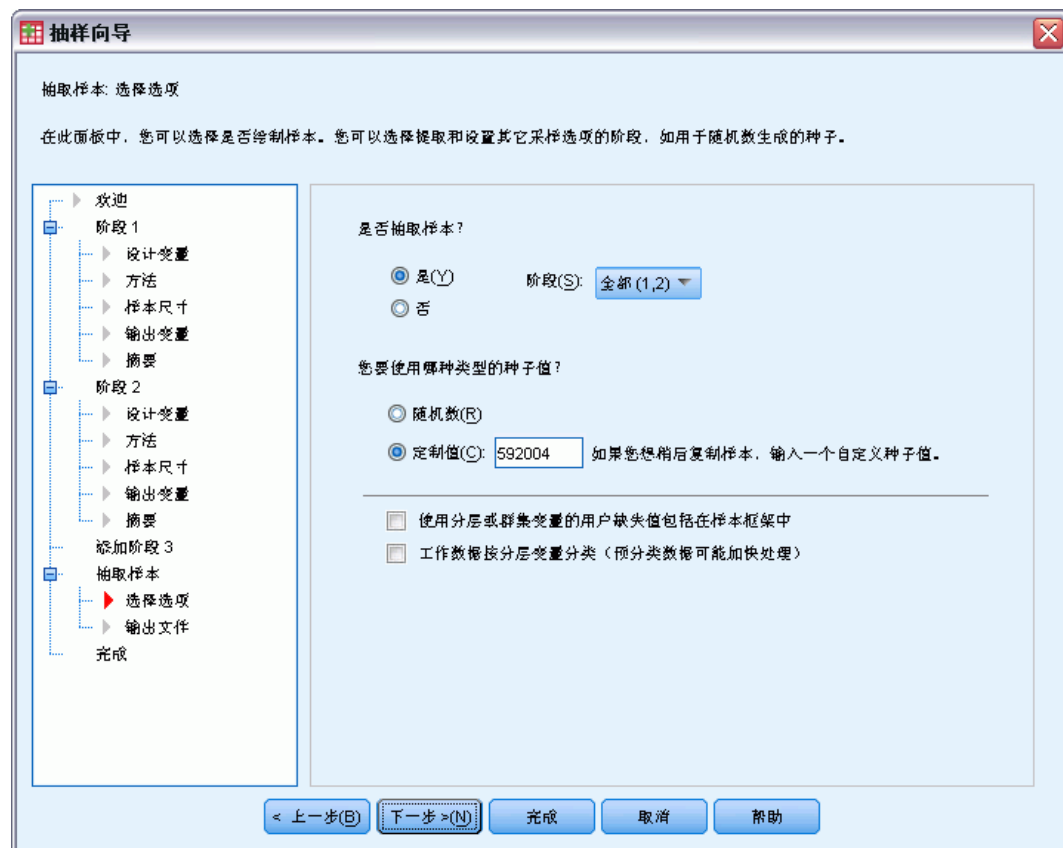 抽样向导
抽取样本: 选择选项
在此面板中，您可以选择是否绘制样本。您可以选择提取和设置其它采样选项的阶段，如用于随机数生成的种子。
欢迎
阶段 1
设计变量
方法
样本尺寸
输出变量
摘要
阶段 2
设计变量
方法
样本尺寸
输出变量
摘要
添加阶段 3
抽取样本
选择选项
输出文件
完成
是否抽取样本？
是(Y) 阶段(S): 全部 (1,2)
否
您要使用哪种类型的种子值？
随机数(R)
定制值(C): 592004 如果您想稍后复制样本，输入一个自定义种子值。
使用分层或群集变量的用户缺失值包括在样本框架中
工作数据按分层变量分类（预分类数据可能加快处理）
< 上一步(B) 下一步 >(N) 完成 取消 帮助